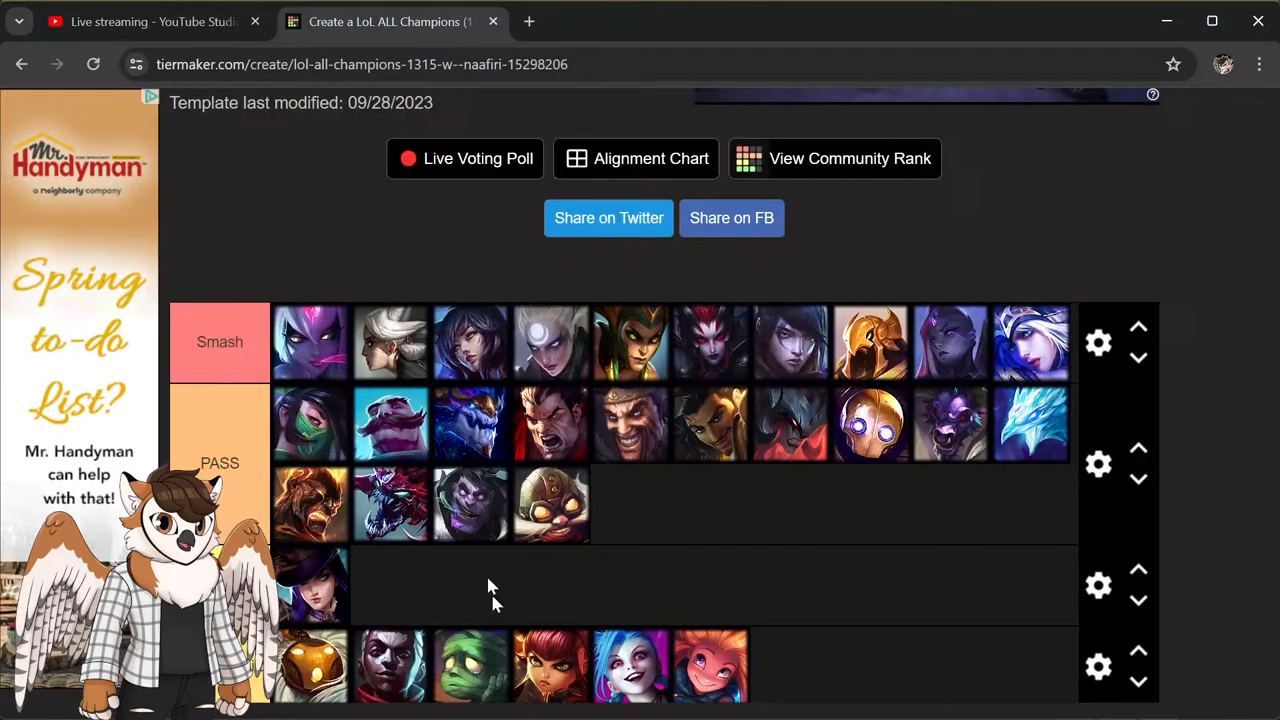 Live streaming - YouTube Studi
Create a LoL ALL Champions (1
tiermaker.com/create/lol-all-champions-1315-w--naafiri-15298206
Template last modified: 09/28/2023
Live Voting Poll
Alignment Chart
View Community Rank
Share on Twitter
Share on FB
Mr.
Handyman
a neighborly company
Spring
to-do
List?
Mr. Handyman
can help
with that!
Smash
PASS